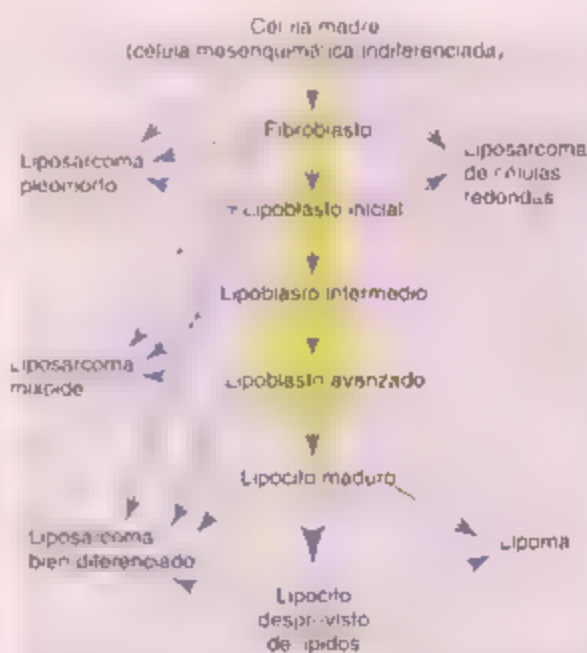 Célula madre
(célula mesenquimática indiferenciada)
Fibroblasto
Liposarcoma
pleomorfo
Liposarcoma
de células
redondas
Lipoblasto inicial
Lipoblasto intermedio
Liposarcoma
mixoide
Lipoblasto avanzado
Lipocito maduro
Liposarcoma
bien diferenciado
Lipoma
Lipocito
desprovisto
de lípidos